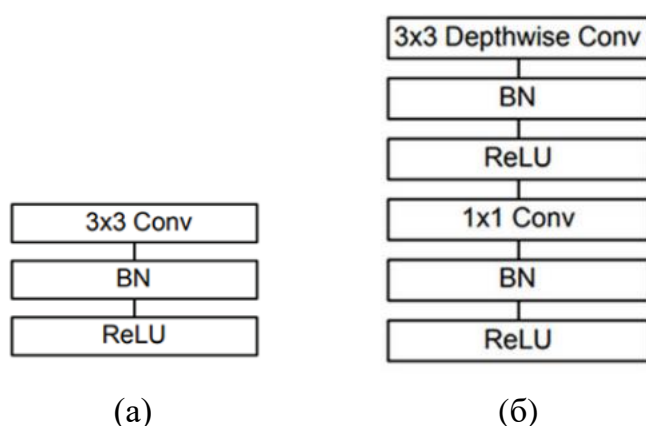 3x3 Conv
BN
ReLU
(а)
3x3 Depthwise Conv
BN
ReLU
1x1 Conv
BN
ReLU
(б)